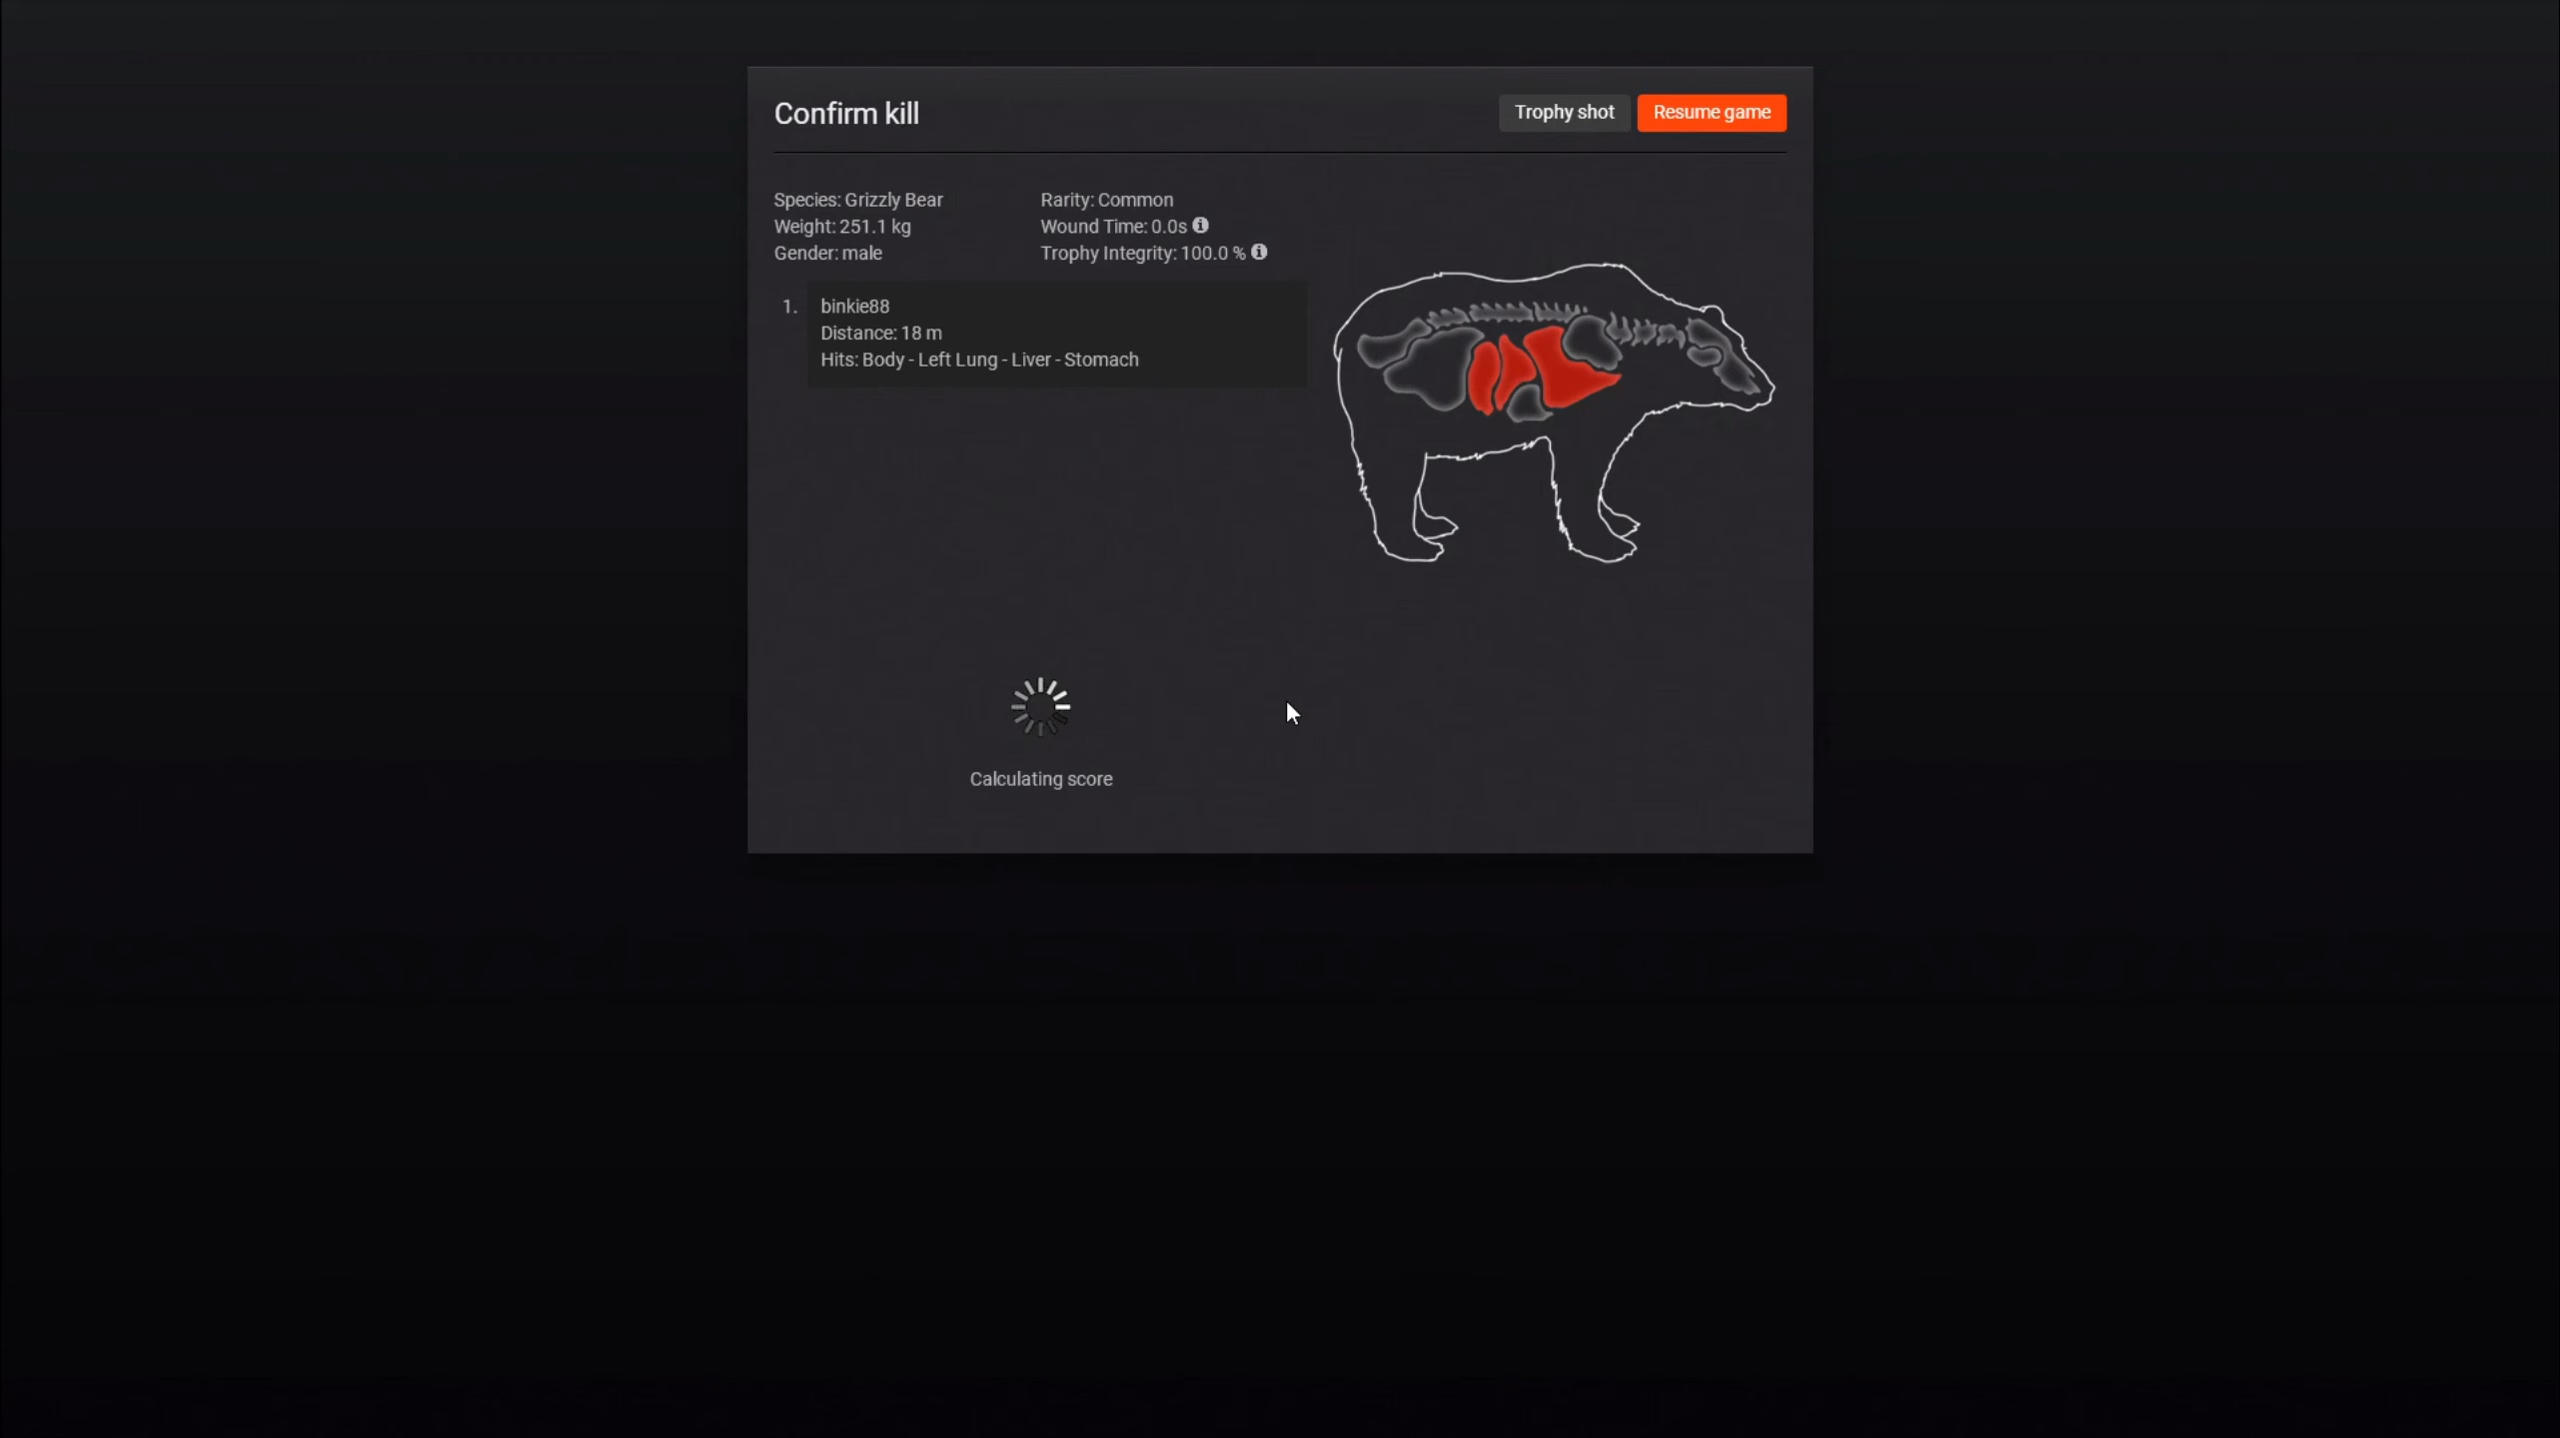 Confirm kill
Trophy shot
Resume game
Species: Grizzly Bear
Weight: 251.1 kg
Gender: male
Rarity: Common
Wound Time: 0.0s
Trophy Integrity: 100.0 %
1.
binkie88
Distance: 18 m
Hits: Body - Left Lung - Liver - Stomach
Calculating score